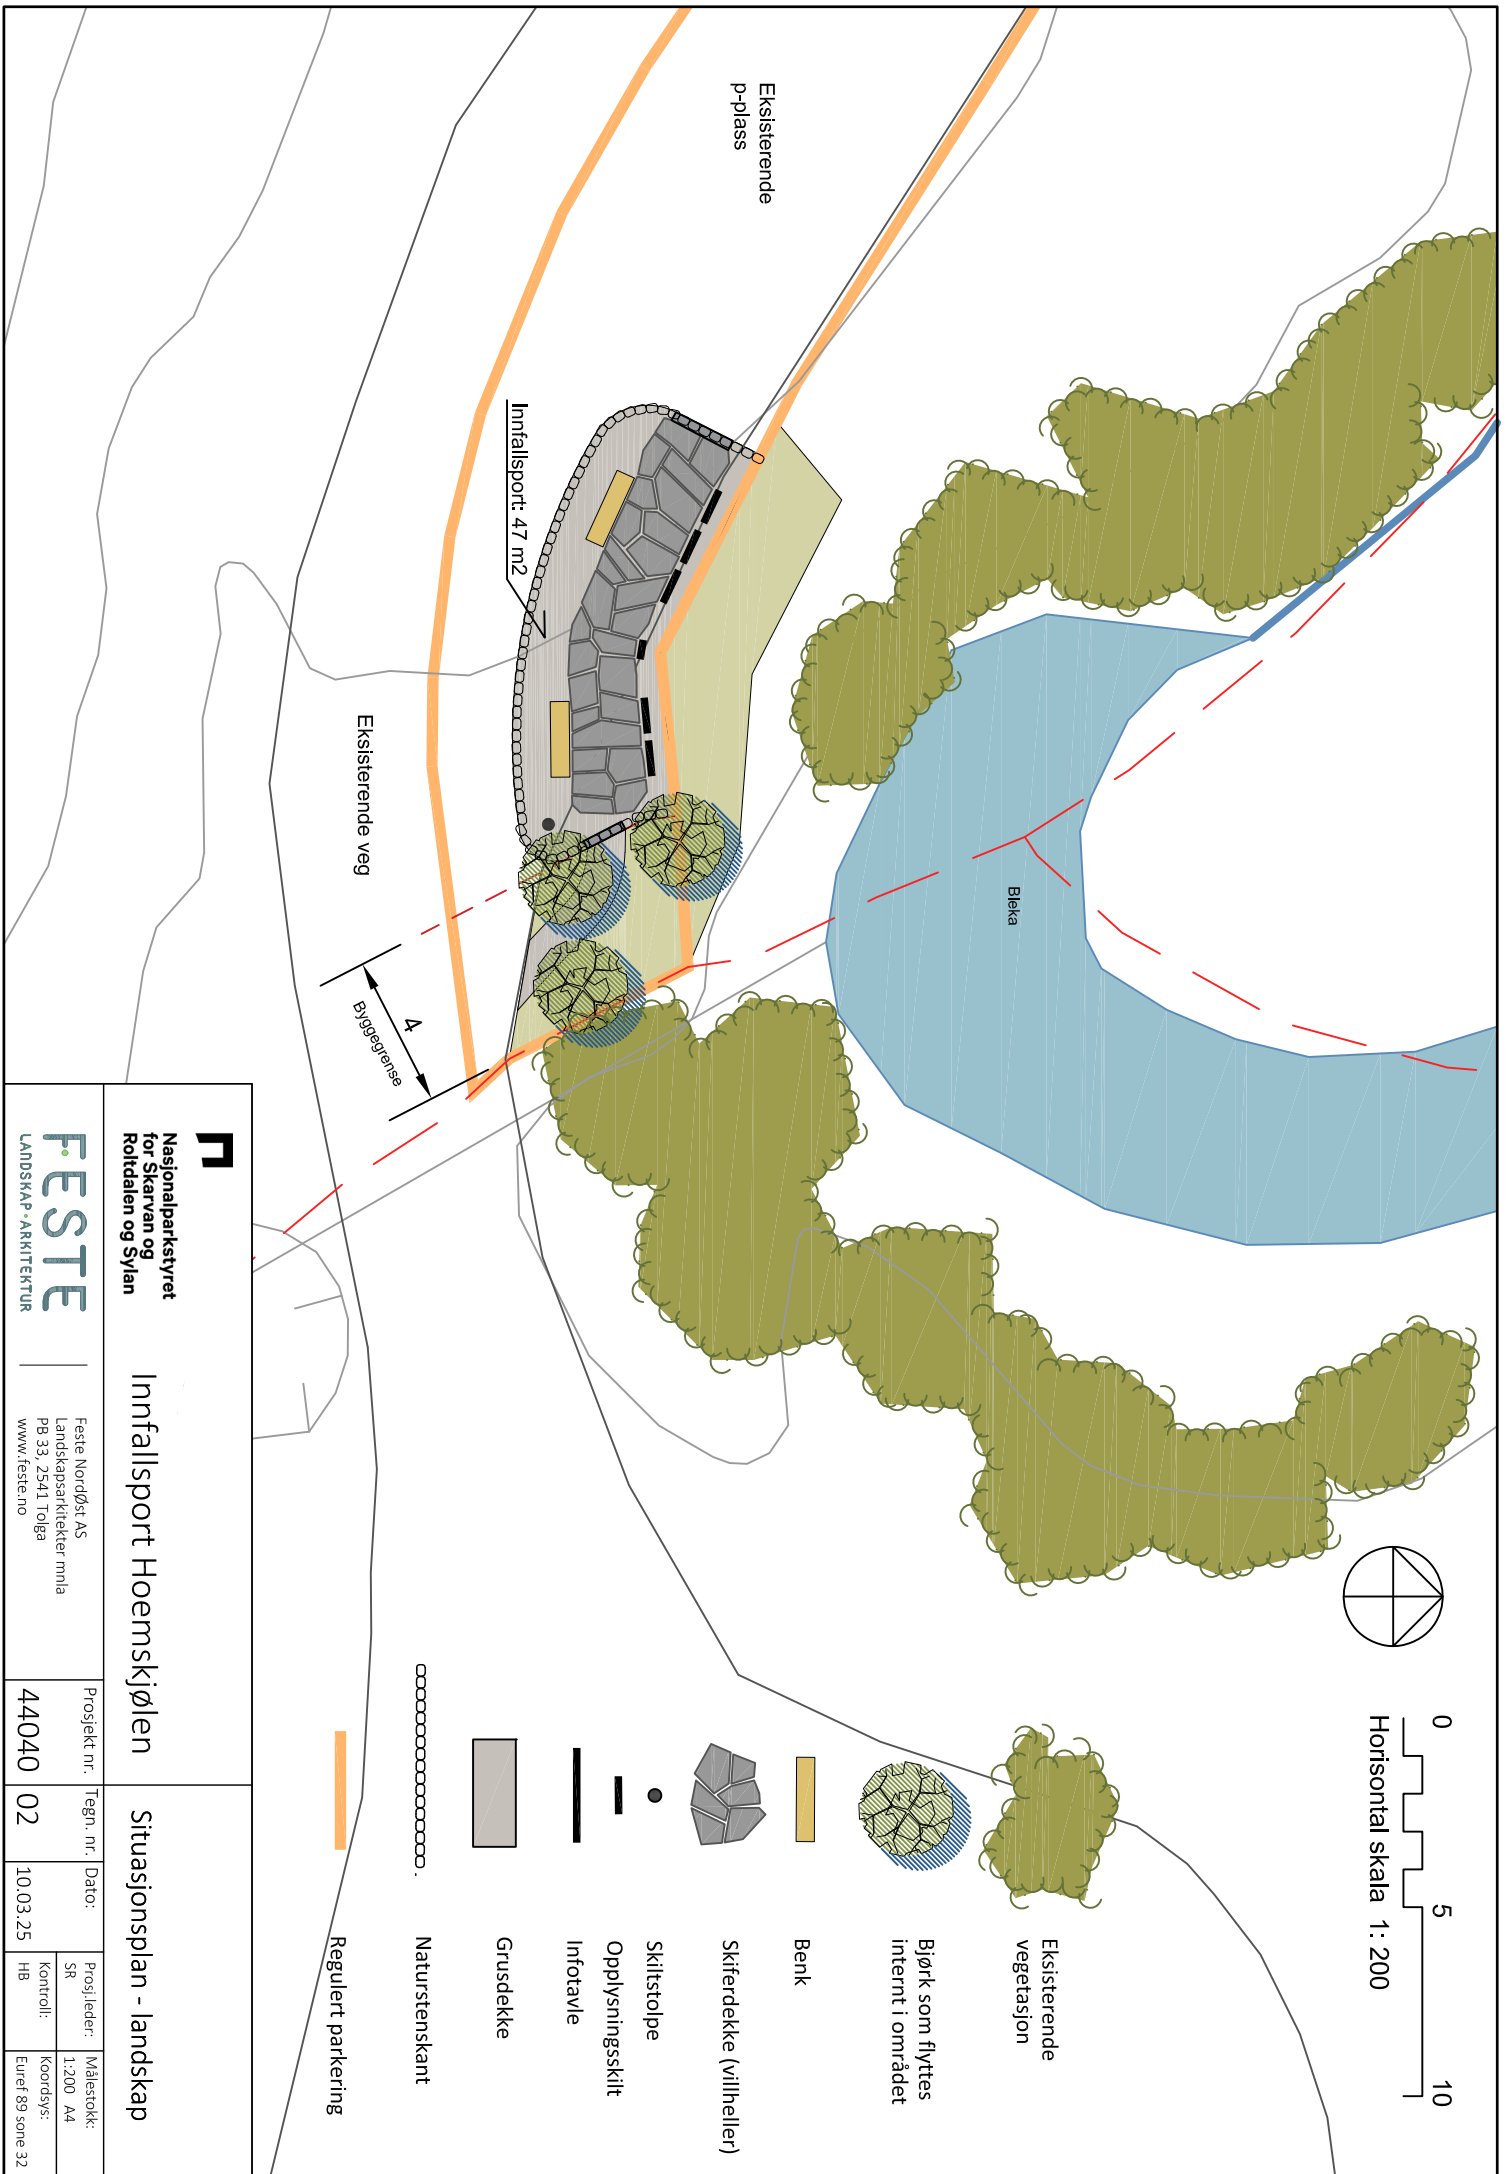 Eksisterende
p-plass
Innfallsport: 47 m2
Eksisterende veg
Bleka
4
Byggegrense
0
5
10
Horisontal skala 1: 200
Eksisterende
vegetasjon
Bjørk som flyttes
internt i området
Benk
Skiferdekke (villheller)
Skiltstolpe
Opplysningsskilt
Infotavle
Grusdekke
Naturstenskant
Regulert parkering
Nasjonalparkstyret
for Skarvan og
Roltdalen og Sylan
Innfallsport Hoemskjølen
Situasjonsplan - landskap
FESTE
LANDSKAP·ARKITEKTUR
Feste NordØst AS
Landskapsarkitekter mnla
PB 33, 2541 Tolga
www.feste.no
Prosjekt nr.
44040
Tegn. nr.
02
Dato:
10.03.25
Prosj.leder:
SR
Kontroll:
HB
Målestokk:
1:200 A4
Koordsys:
Euref 89 sone 32